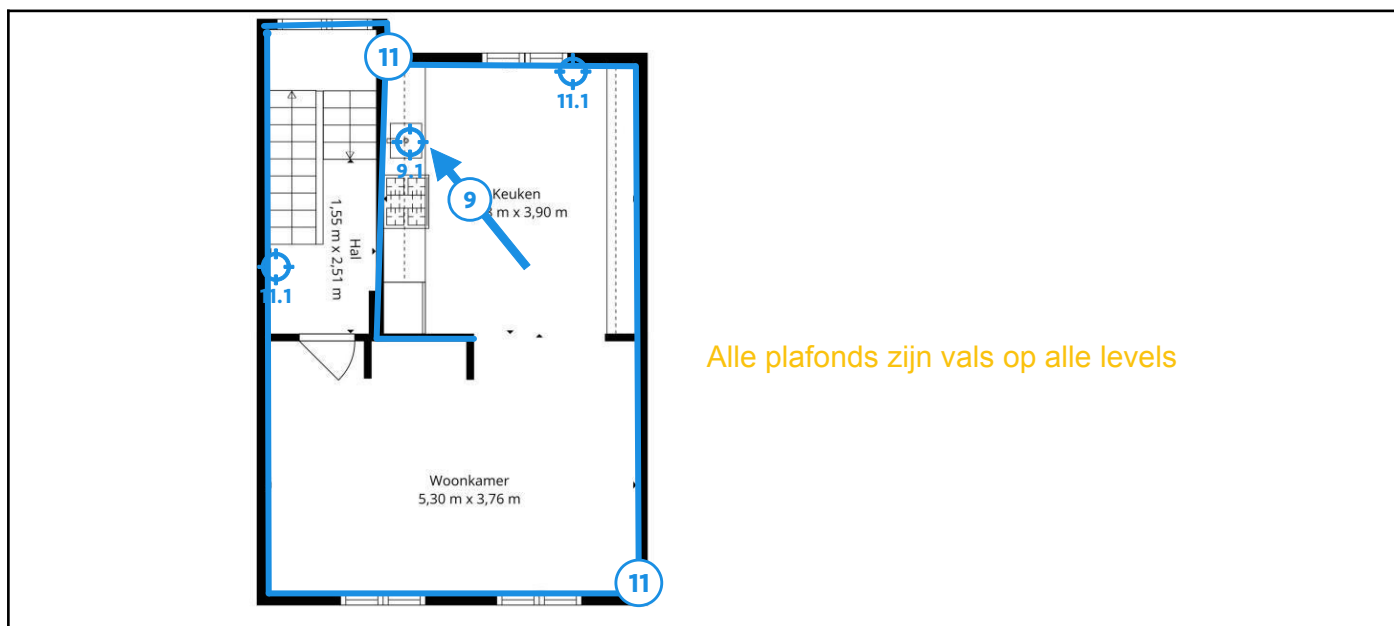 11
11.1
9.1
9
Keuken
m x 3,90 m
Hal
1,55 m x 2,51 m
11.1
Alle plafonds zijn vals op alle levels
Woonkamer
5,30 m x 3,76 m
11